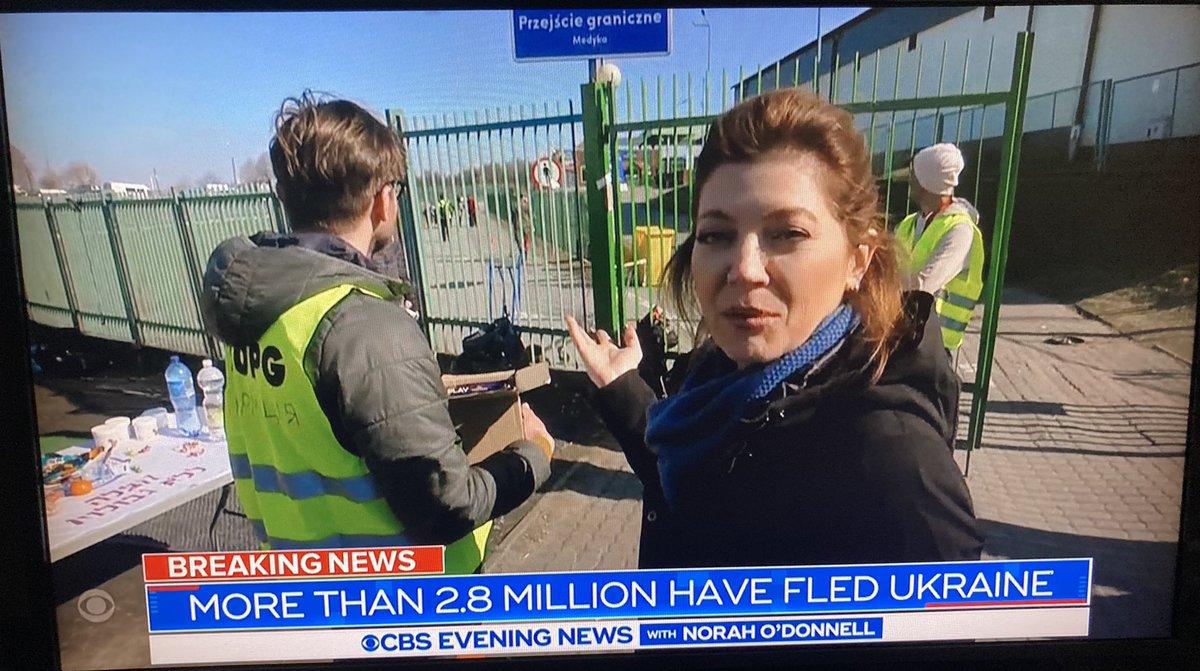 Przejście graniczne
Medyka
PLAY
BREAKING NEWS
MORE THAN 2.8 MILLION HAVE FLED UKRAINE
CBS EVENING NEWS WITH NORAH O'DONNELL